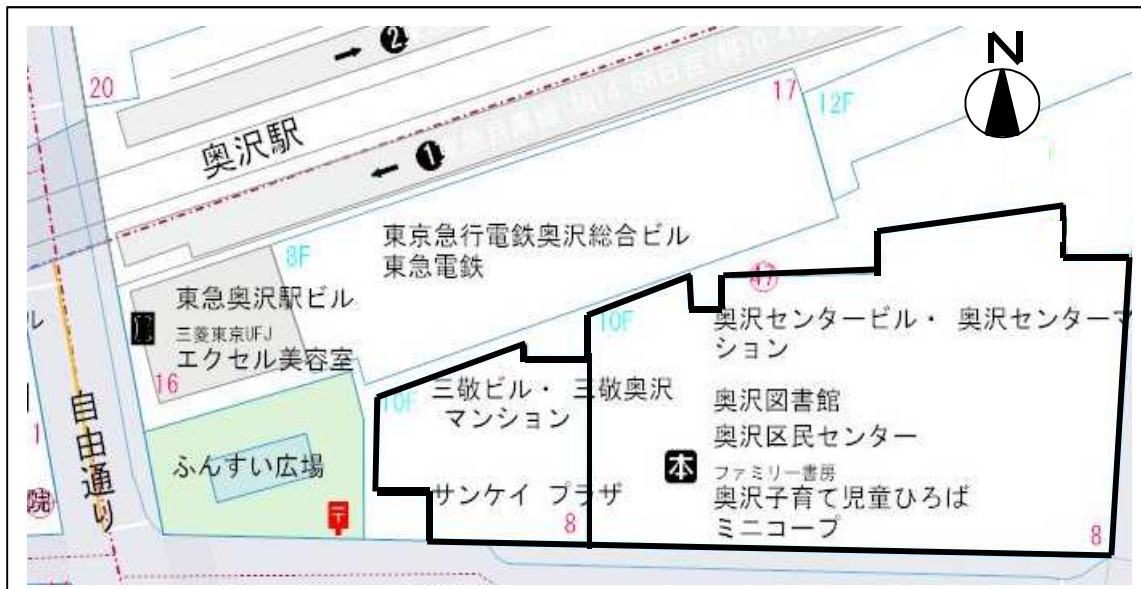 N
20
2
奥沢駅
1
17
12F
東京急行電鉄奥沢総合ビル
東急電鉄
8F
東急奥沢駅ビル
三菱東京UFJ
エクセル美容室
16
47
10F
奥沢センタービル・ 奥沢センターマ
ンション
10F
三敬ビル・ 三敬奥沢
マンション
奥沢図書館
奥沢区民センター
本
ファミリー書房
奥沢子育て児童ひろば
ミニコープ
サンケイ プラザ
8
8
ふんすい広場
〒
自由通り
1
院
ル